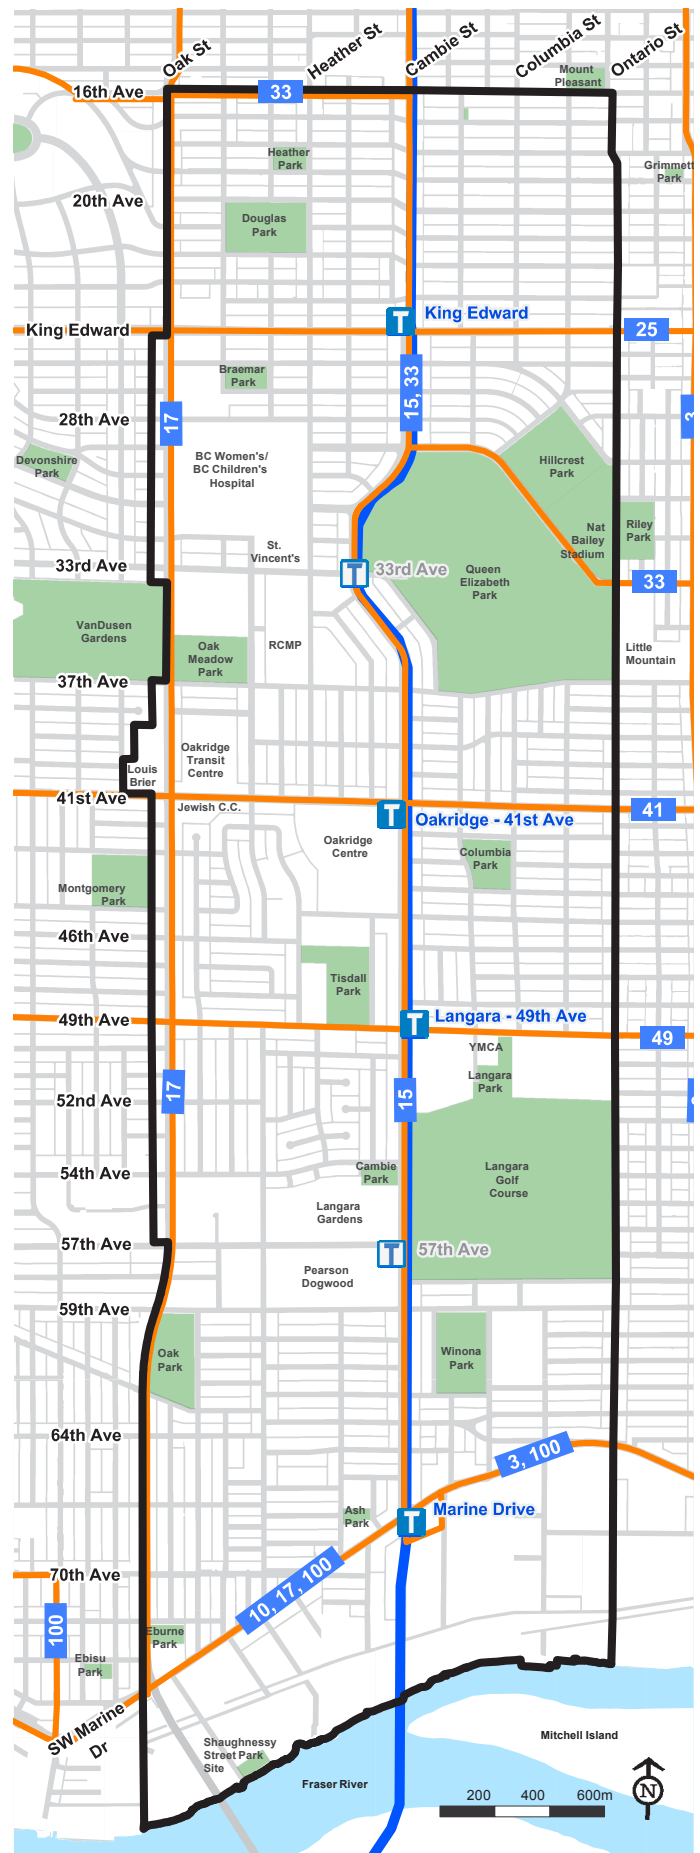 Oak St
Heather St
Cambie St
Columbia St
Ontario St
Mount
Pleasant
16th Ave
33
Heather
Park
Grimmett
Park
20th Ave
Douglas
Park
T
King Edward
King Edward
25
Braemar
Park
15, 33
17
28th Ave
3
Devonshire
Park
BC Women's/
BC Children's
Hospital
Hillcrest
Park
Nat
Bailey
Stadium
Riley
Park
St.
Vincent's
33rd Ave
T
33rd Ave
Queen
Elizabeth
Park
33
VanDusen
Gardens
Oak
Meadow
Park
RCMP
Little
Mountain
37th Ave
Oakridge
Transit
Centre
Louis
Brier
41st Ave
Jewish C.C.
T
Oakridge - 41st Ave
41
Oakridge
Centre
Columbia
Park
Montgomery
Park
46th Ave
Tisdall
Park
49th Ave
T
Langara - 49th Ave
49
YMCA
Langara
Park
17
15
52nd Ave
54th Ave
Cambie
Park
Langara
Golf
Course
Langara
Gardens
57th Ave
T
57th Ave
Pearson
Dogwood
59th Ave
Oak
Park
Winona
Park
64th Ave
3, 100
Ash
Park
T
Marine Drive
70th Ave
10, 17, 100
100
Eburne
Park
Ebisu
Park
SW Marine
Dr
Shaughnessy
Street Park
Site
Mitchell Island
Fraser River
N
200 400 600m